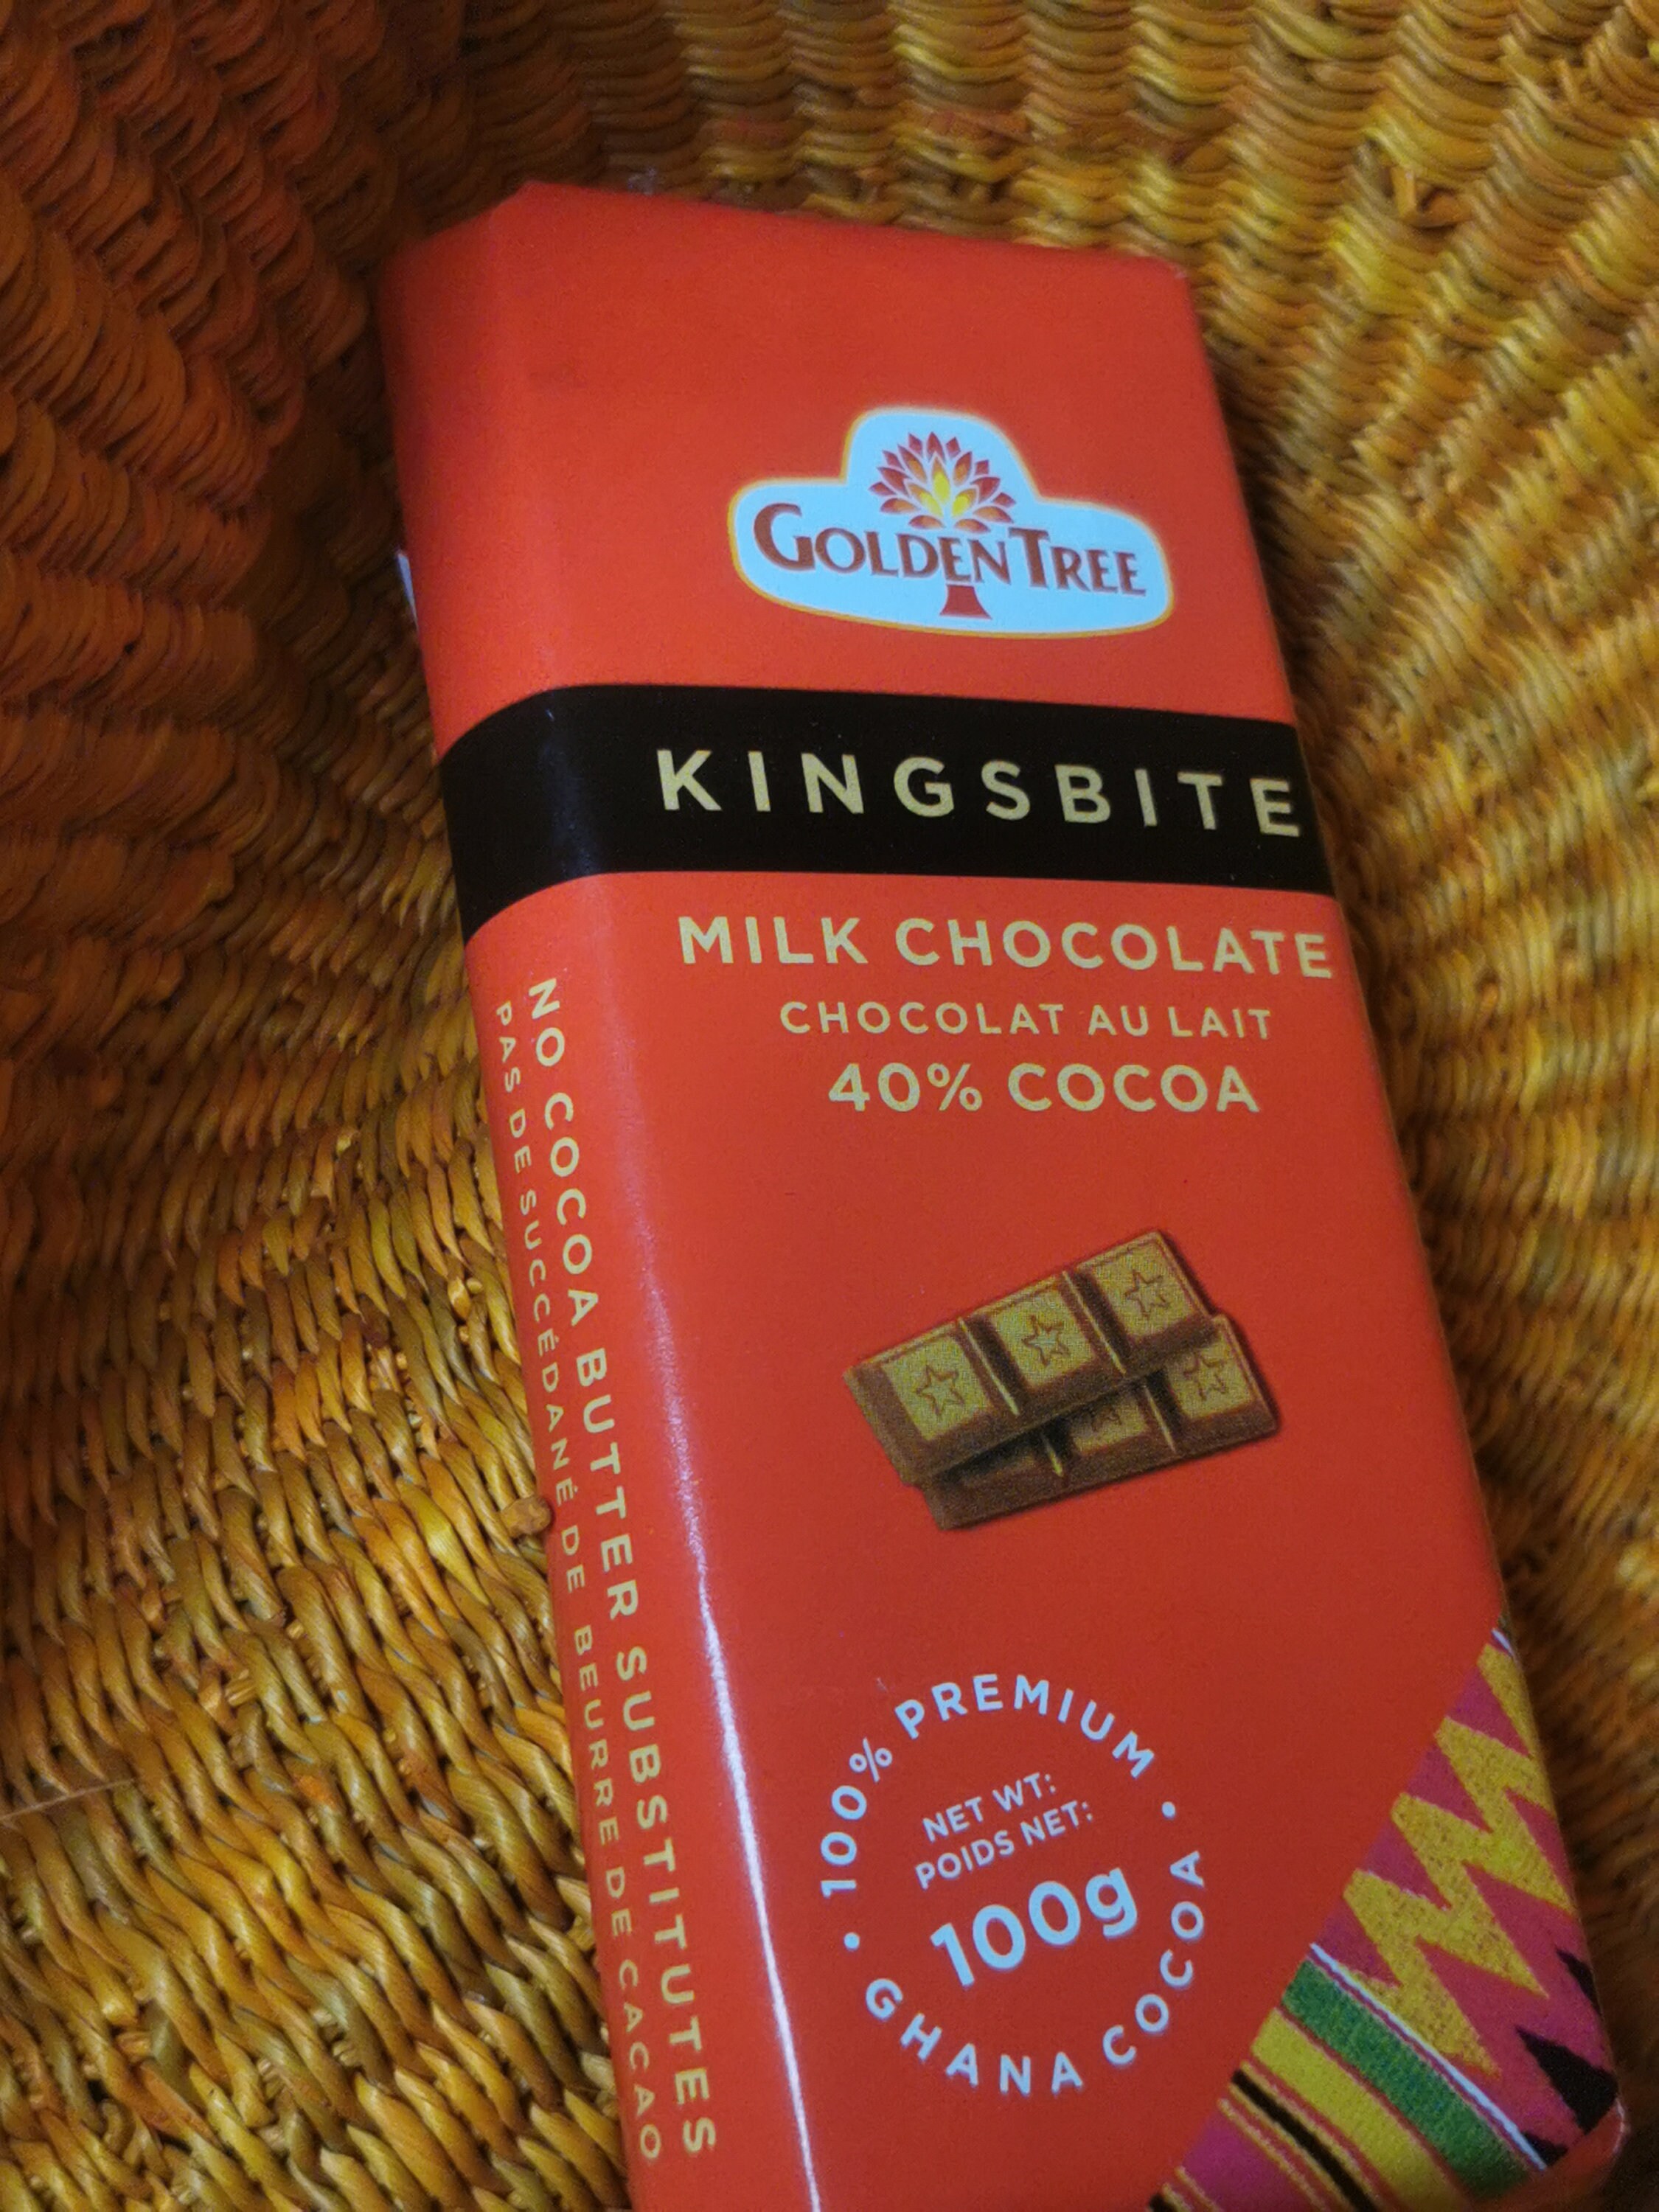 GOLDEN TREE
KINGSBITE
MILK CHOCOLATE
CHOCOLAT AU LAIT
40% COCOA
NO COCOA BUTTER SUBSTITUTES
PAS DE SUCCÉDANÉ DE BEURRE DE CACAO
• 100% PREMIUM •
NET WT:
POIDS NET:
100g
GHANA COCOA